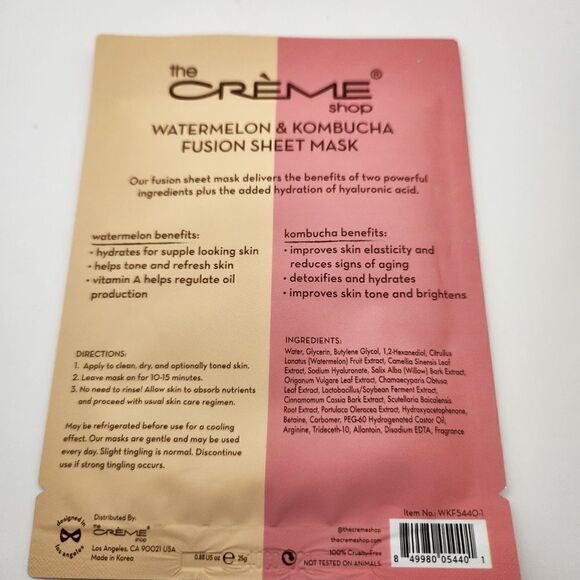 the
CRÈME®
shop
WATERMELON & KOMBUCHA
FUSION SHEET MASK
Our fusion sheet mask delivers the benefits of two powerful
ingredients plus the added hydration of hyaluronic acid.
watermelon benefits:
• hydrates for supple looking skin
• helps tone and refresh skin
• vitamin A helps regulate oil
production
kombucha benefits:
• improves skin elasticity and
reduces signs of aging
• detoxifies and hydrates
• improves skin tone and brightens
DIRECTIONS:
1. Apply to clean, dry, and optionally toned skin.
2. Leave mask on for 10-15 minutes.
3. No need to rinse! Allow skin to absorb nutrients
and proceed with usual skin care regimen.
May be refrigerated before use for a cooling
effect. Our masks are gentle and may be used
every day. Slight tingling is normal. Discontinue
use if strong tingling occurs.
INGREDIENTS:
Water, Glycerin, Butylene Glycol, 1,2-Hexanediol, Citrullus
Lanatus (Watermelon) Fruit Extract, Camellia Sinensis Leaf
Extract, Sodium Hyaluronate, Salix Alba (Willow) Bark Extract,
Origanum Vulgare Leaf Extract, Chamaecyparis Obtusa
Leaf Extract, Lactobacillus/Soybean Ferment Extract,
Cinnamomum Cassia Bark Extract, Scutellaria Baicalensis
Root Extract, Portulaca Oleracea Extract, Hydroxyacetophenone,
Betaine, Carbomer, PEG-60 Hydrogenated Castor Oil,
Arginine, Trideceth-10, Allantoin, Disodium EDTA, Fragrance
designed in
los angeles
Distributed By:
the
CRÈME
shop
Los Angeles, CA 90021 USA
Made in Korea
0.88 US oz ℮ 25g
@thecremeshop
thecremeshop.com
100% Cruelty-Free
NOT TESTED ON ANIMALS.
Item No.: WKFS440-1
8 49980 05440 1